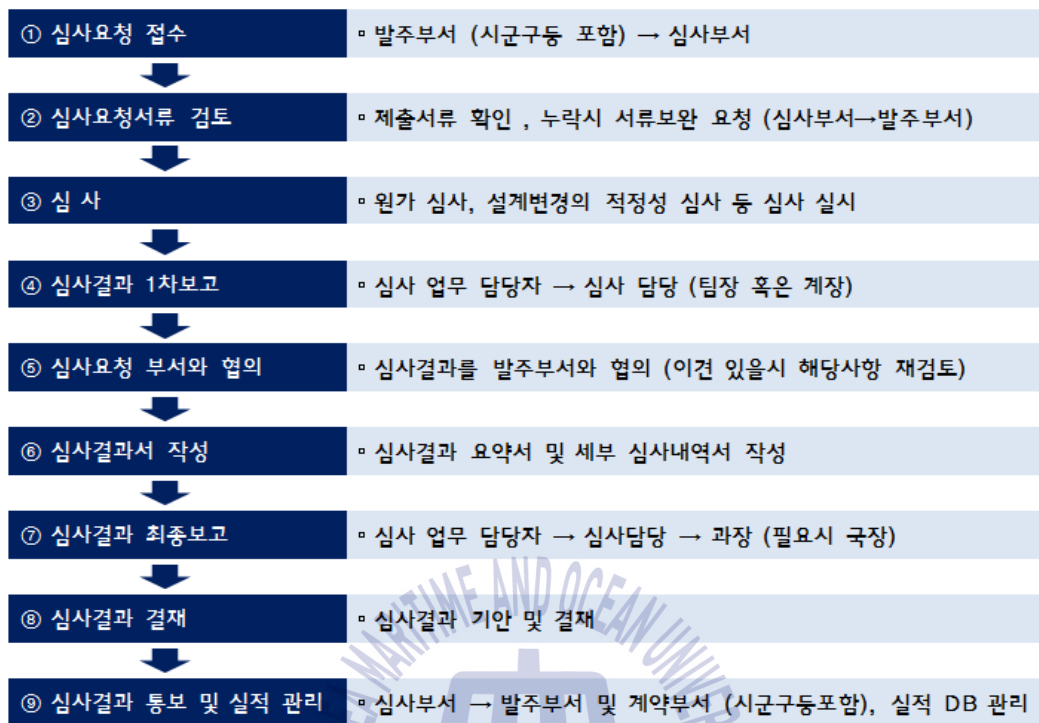 ① 심사요청 접수
▫ 발주부서 (시군구등 포함) → 심사부서
② 심사요청서류 검토
▫ 제출서류 확인 , 누락시 서류보완 요청 (심사부서→발주부서)
③ 심 사
▫ 원가 심사, 설계변경의 적정성 심사 등 심사 실시
④ 심사결과 1차보고
▫ 심사 업무 담당자 → 심사 담당 (팀장 혹은 계장)
⑤ 심사요청 부서와 협의
▫ 심사결과를 발주부서와 협의 (이견 있을시 해당사항 재검토)
⑥ 심사결과서 작성
▫ 심사결과 요약서 및 세부 심사내역서 작성
⑦ 심사결과 최종보고
▫ 심사 업무 담당자 → 심사담당 → 과장 (필요시 국장)
⑧ 심사결과 결재
▫ 심사결과 기안 및 결재
⑨ 심사결과 통보 및 실적 관리
▫ 심사부서 → 발주부서 및 계약부서 (시군구등포함), 실적 DB 관리
MARITIME AND OCEAN